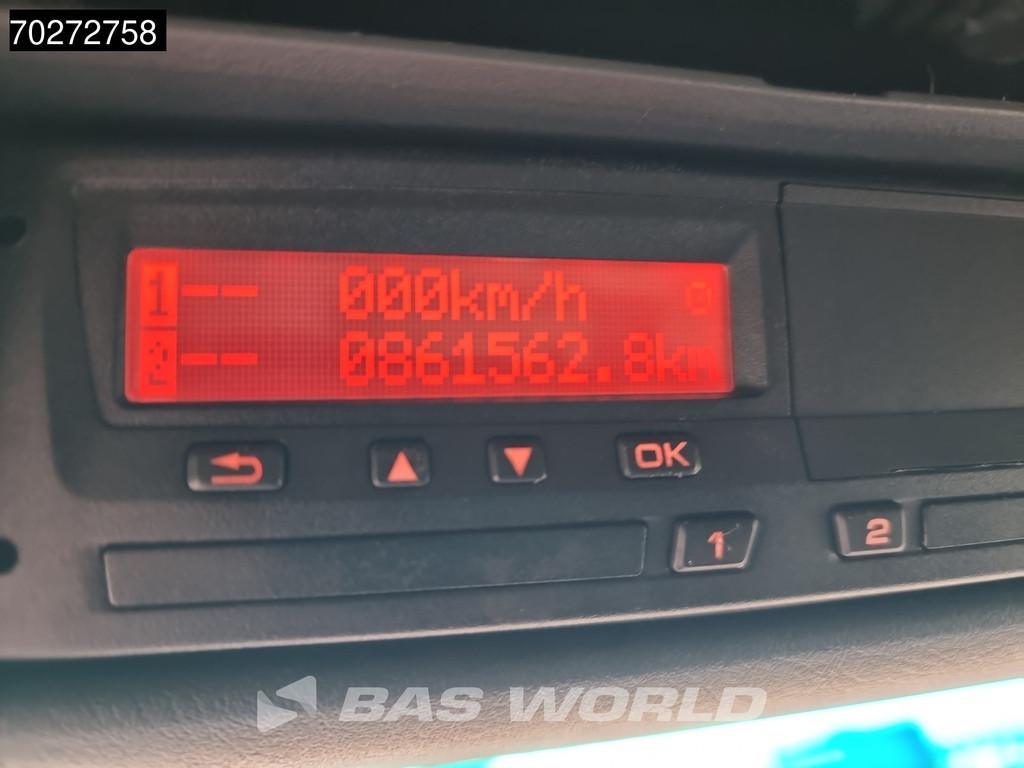 70272758
1-- 000km/h
2-- 0861562.8km
OK
1
2
BAS WORLD